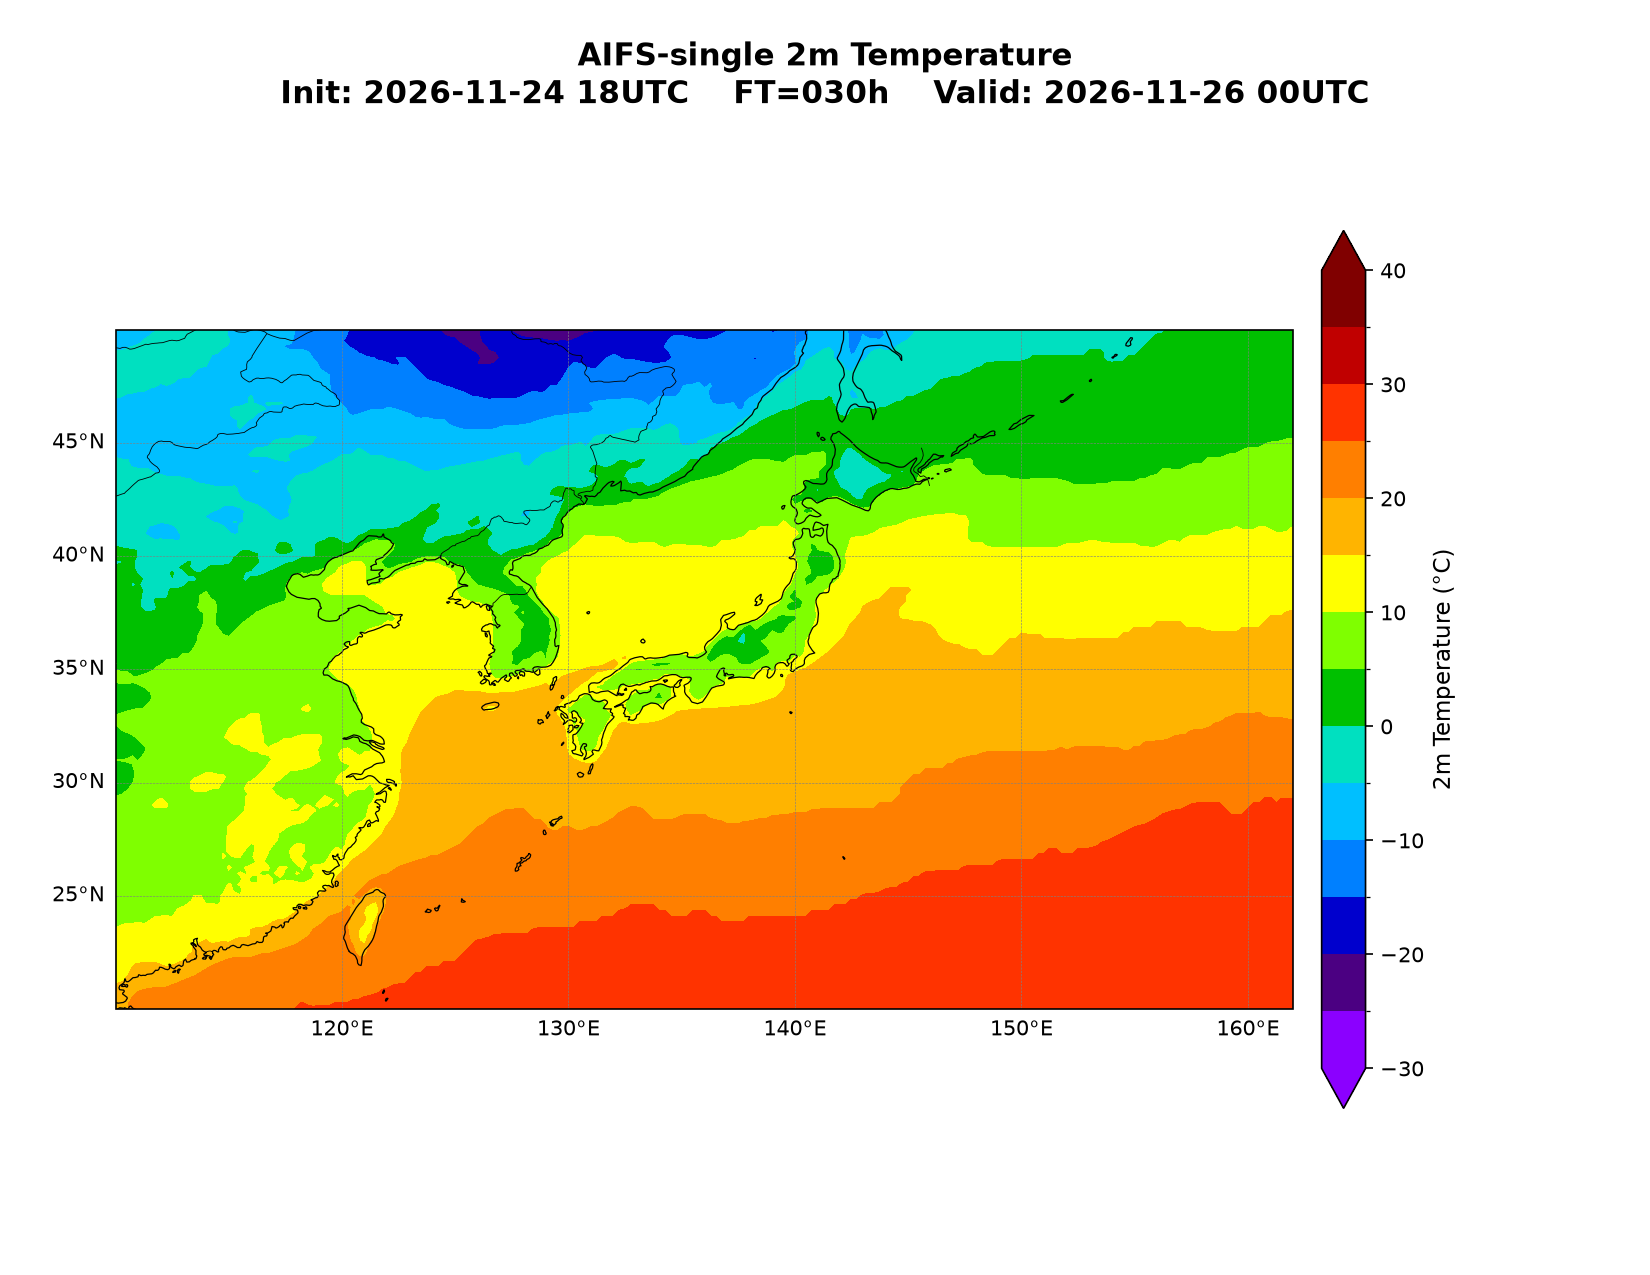 AIFS-single 2m Temperature
Init: 2026-11-24 18UTC    FT=030h    Valid: 2026-11-26 00UTC
45°N
40°N
35°N
30°N
25°N
120°E
130°E
140°E
150°E
160°E
40
30
20
10
0
−10
−20
−30
2m Temperature (°C)